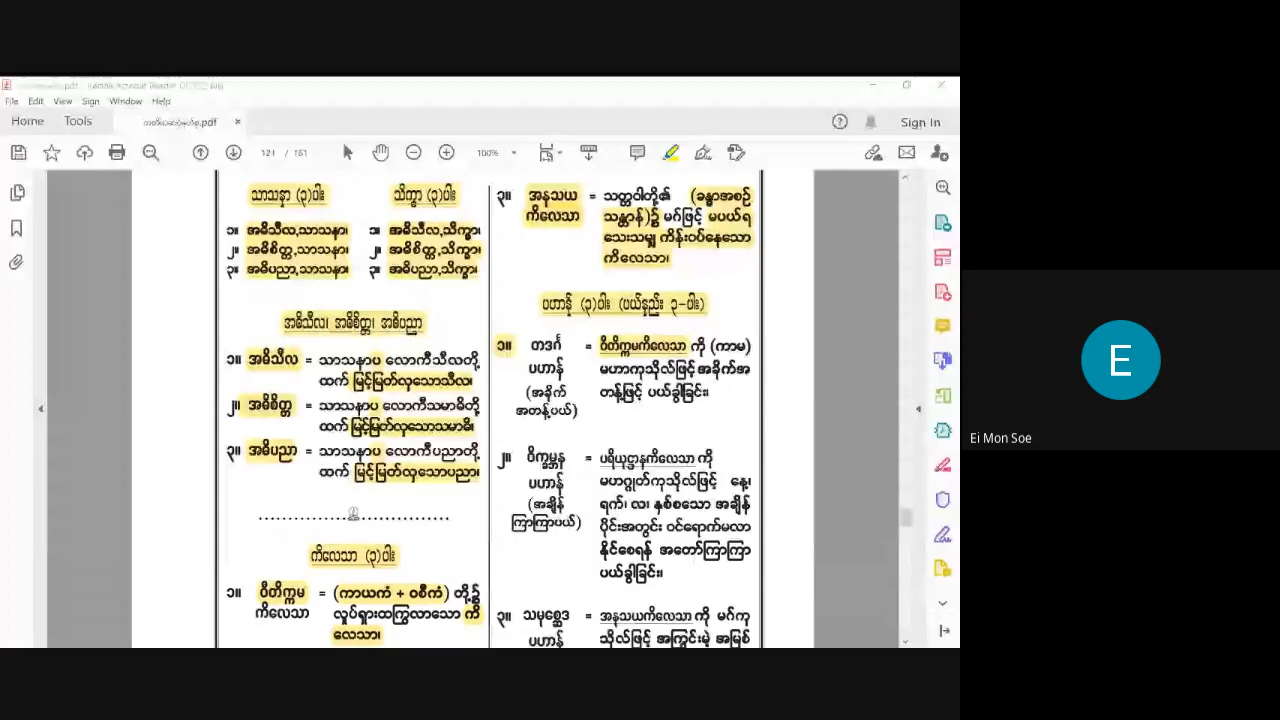 File Edit View Sign Window Help
Home Tools တတိယဆင့်မှတ်စု.pdf × Sign In
121 / 161 100%
သာသနာ (၃)ပါး သိက္ခာ (၃)ပါး
၁။ အဓိသီလ,သာသနာ၊ ၁။ အဓိသီလ,သိက္ခာ၊
၂။ အဓိစိတ္တ,သာသနာ၊ ၂။ အဓိစိတ္တ,သိက္ခာ၊
၃။ အဓိပညာ,သာသနာ၊ ၃။ အဓိပညာ,သိက္ခာ၊
အဓိသီလ၊ အဓိစိတ္တ၊ အဓိပညာ
၁။ အဓိသီလ = သာသနာပ လောကီသီလတို့
ထက် မြင့်မြတ်လှသောသီလ၊
၂။ အဓိစိတ္တ = သာသနာပ လောကီသမာဓိတို့
ထက် မြင့်မြတ်လှသောသမာဓိ၊
၃။ အဓိပညာ = သာသနာပ လောကီပညာတို့
ထက် မြင့်မြတ်လှသောပညာ၊
ကိလေသာ (၃)ပါး
၁။ ဝီတိက္ကမ = (ကာယကံ + ဝစီကံ) တို့၌
ကိလေသာ လှုပ်ရှားထကြွလာသော ကိ
လေသာ၊
၃။ အနုသယ = သတ္တဝါတို့၏ (ခန္ဓာအစဉ်
ကိလေသာ သန္တာန်)၌ မဂ်ဖြင့် မပယ်ရ
သေးသမျှ ကိန်းဝပ်နေသော
ကိလေသာ၊
ပဟာန် (၃)ပါး (ပယ်နည်း ၃-ပါး)
၁။ တဒင်္ဂ = ဝီတိက္ကမကိလေသာ ကို (ကာမ)
ပဟာန် မဟာကုသိုလ်ဖြင့် အခိုက်အ
(အခိုက် တန့်ဖြင့် ပယ်ခွါခြင်း။
အတန့်ပယ်)
၂။ ဝိက္ခမ္ဘန = ပရိယုဋ္ဌာနကိလေသာ ကို
ပဟာန် မဟဂ္ဂုတ်ကုသိုလ်ဖြင့် နေ့၊
(အချိန် ရက်၊ လ၊ နှစ်စသော အချိန်
ကြာကြာပယ်) ပိုင်းအတွင်း ဝင်ရောက်မလာ
နိုင်စေရန် အတော်ကြာကြာ
ပယ်ခွါခြင်း။
၃။ သမုစ္ဆေဒ = အနုသယကိလေသာ ကို မဂ်ကု
ပဟာန် သိုလ်ဖြင့် အကြွင်းမဲ့ အမြစ်
E
Ei Mon Soe